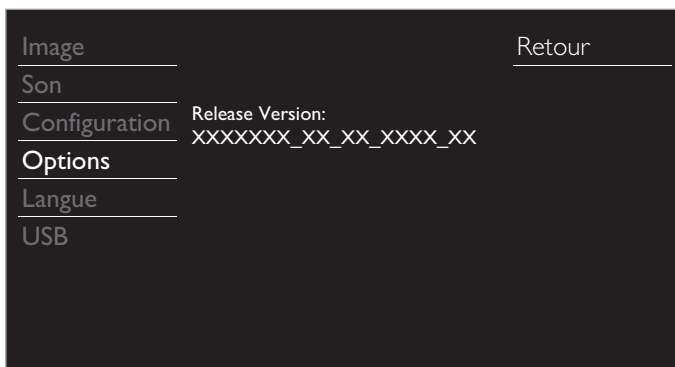 Image
Retour
Son
Configuration
Release Version:
XXXXXXX_XX_XX_XXXX_XX
Options
Langue
USB